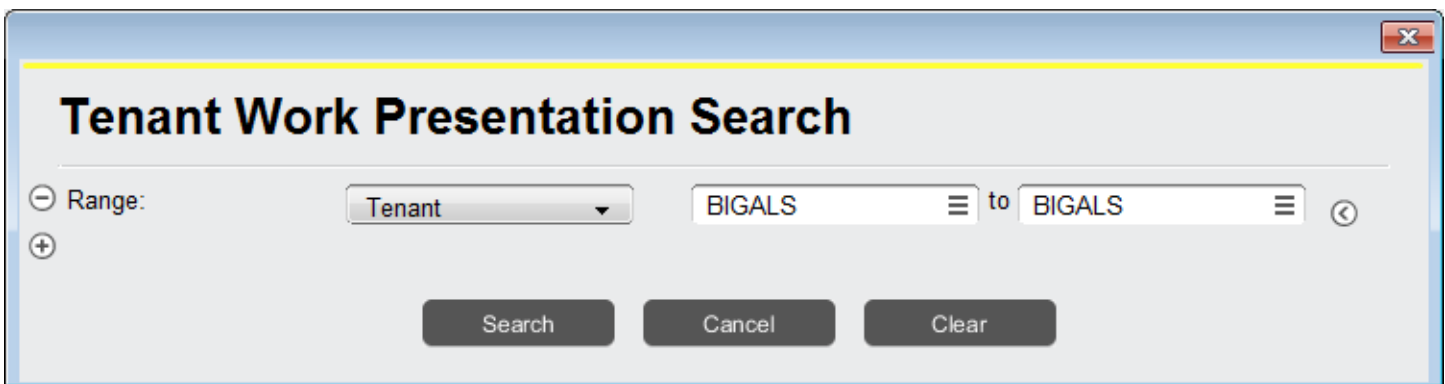 Tenant Work Presentation Search
Range: Tenant BIGALS to BIGALS
Search Cancel Clear